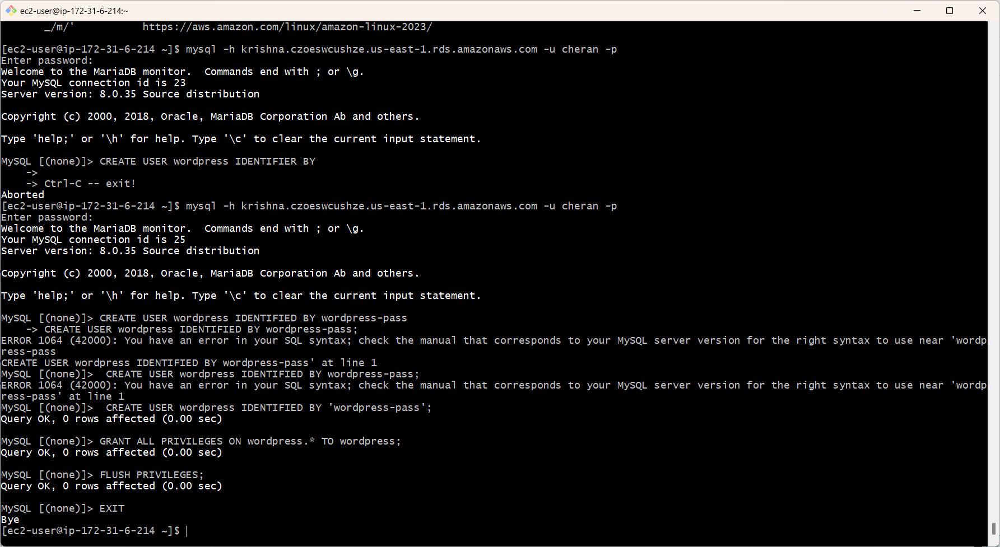 ec2-user@ip-172-31-6-214:~
       _/m/'           https://aws.amazon.com/linux/amazon-linux-2023/
[ec2-user@ip-172-31-6-214 ~]$ mysql -h krishna.czoeswcushze.us-east-1.rds.amazonaws.com -u cheran -p
Enter password:
Welcome to the MariaDB monitor.  Commands end with ; or \g.
Your MySQL connection id is 23
Server version: 8.0.35 Source distribution
Copyright (c) 2000, 2018, Oracle, MariaDB Corporation Ab and others.
Type 'help;' or '\h' for help. Type '\c' to clear the current input statement.
MySQL [(none)]> CREATE USER wordpress IDENTIFIER BY
    ->
    -> Ctrl-C -- exit!
Aborted
[ec2-user@ip-172-31-6-214 ~]$ mysql -h krishna.czoeswcushze.us-east-1.rds.amazonaws.com -u cheran -p
Enter password:
Welcome to the MariaDB monitor.  Commands end with ; or \g.
Your MySQL connection id is 25
Server version: 8.0.35 Source distribution
Copyright (c) 2000, 2018, Oracle, MariaDB Corporation Ab and others.
Type 'help;' or '\h' for help. Type '\c' to clear the current input statement.
MySQL [(none)]> CREATE USER wordpress IDENTIFIED BY wordpress-pass
    -> CREATE USER wordpress IDENTIFIED BY wordpress-pass;
ERROR 1064 (42000): You have an error in your SQL syntax; check the manual that corresponds to your MySQL server version for the right syntax to use near 'wordp
ress-pass
CREATE USER wordpress IDENTIFIED BY wordpress-pass' at line 1
MySQL [(none)]>  CREATE USER wordpress IDENTIFIED BY wordpress-pass;
ERROR 1064 (42000): You have an error in your SQL syntax; check the manual that corresponds to your MySQL server version for the right syntax to use near 'wordp
ress-pass' at line 1
MySQL [(none)]>  CREATE USER wordpress IDENTIFIED BY 'wordpress-pass';
Query OK, 0 rows affected (0.00 sec)
MySQL [(none)]> GRANT ALL PRIVILEGES ON wordpress.* TO wordpress;
Query OK, 0 rows affected (0.00 sec)
MySQL [(none)]> FLUSH PRIVILEGES;
Query OK, 0 rows affected (0.00 sec)
MySQL [(none)]> EXIT
Bye
[ec2-user@ip-172-31-6-214 ~]$